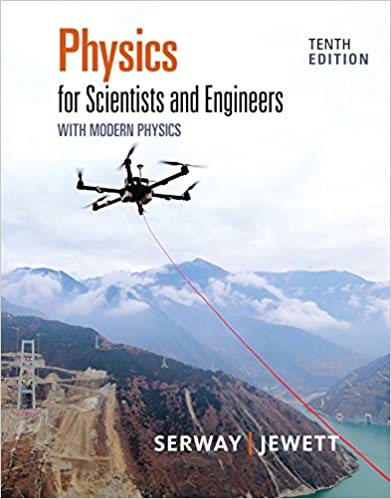 Physics
TENTH
EDITION
for Scientists and Engineers
WITH MODERN PHYSICS
SERWAY | JEWETT